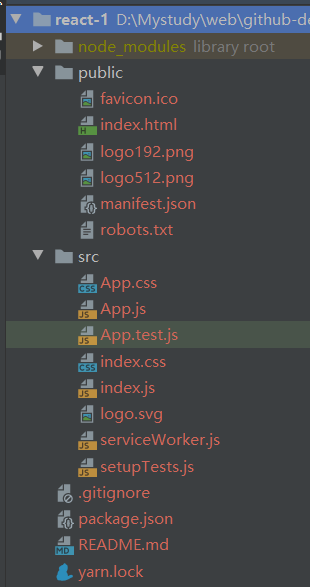 react-1 D:\Mystudy\web\github-de
node_modules library root
public
favicon.ico
index.html
logo192.png
logo512.png
manifest.json
robots.txt
src
App.css
App.js
App.test.js
index.css
index.js
logo.svg
serviceWorker.js
setupTests.js
.gitignore
package.json
README.md
yarn.lock